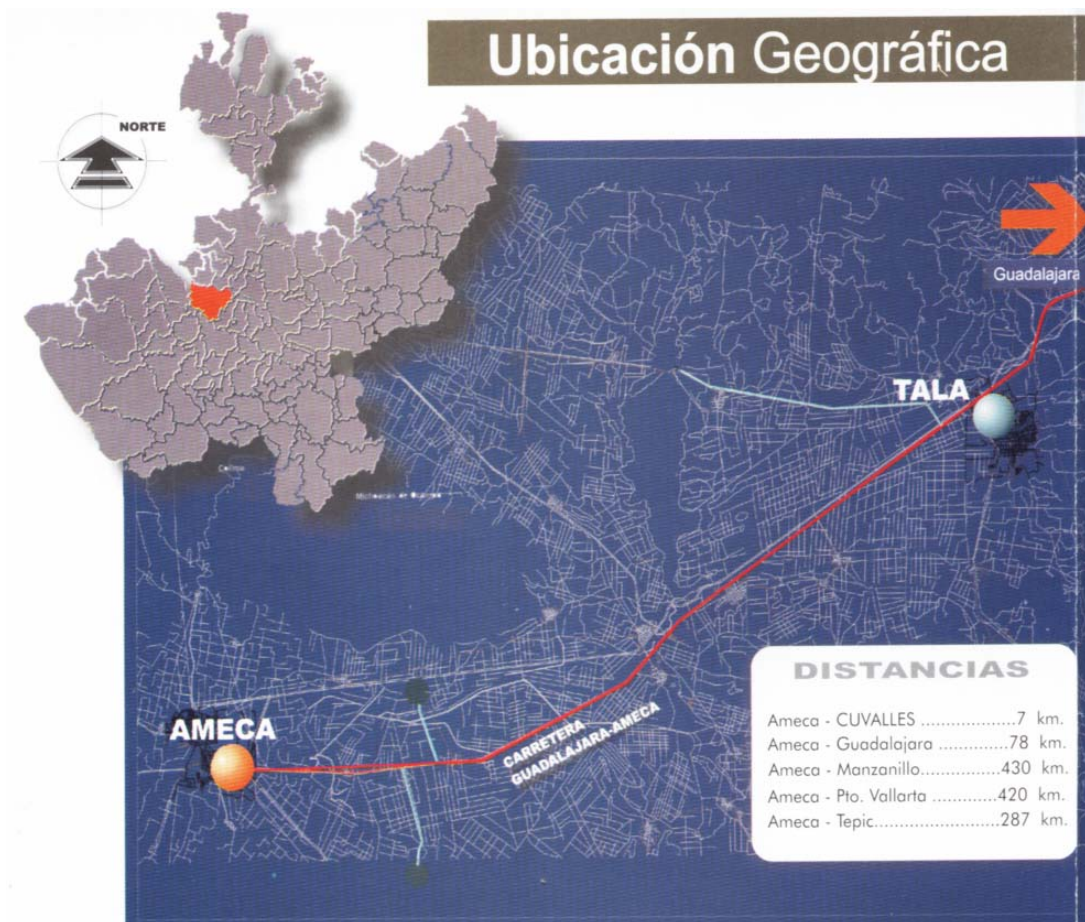 Ubicación Geográfica
NORTE
Guadalajara
TALA
CARRETERA
GUADALAJARA-AMECA
AMECA
DISTANCIAS
Ameca - CUVALLES ..................7 km.
Ameca - Guadalajara .............78 km.
Ameca - Manzanillo...............430 km.
Ameca - Pto. Vallarta ............420 km.
Ameca - Tepic........................287 km.